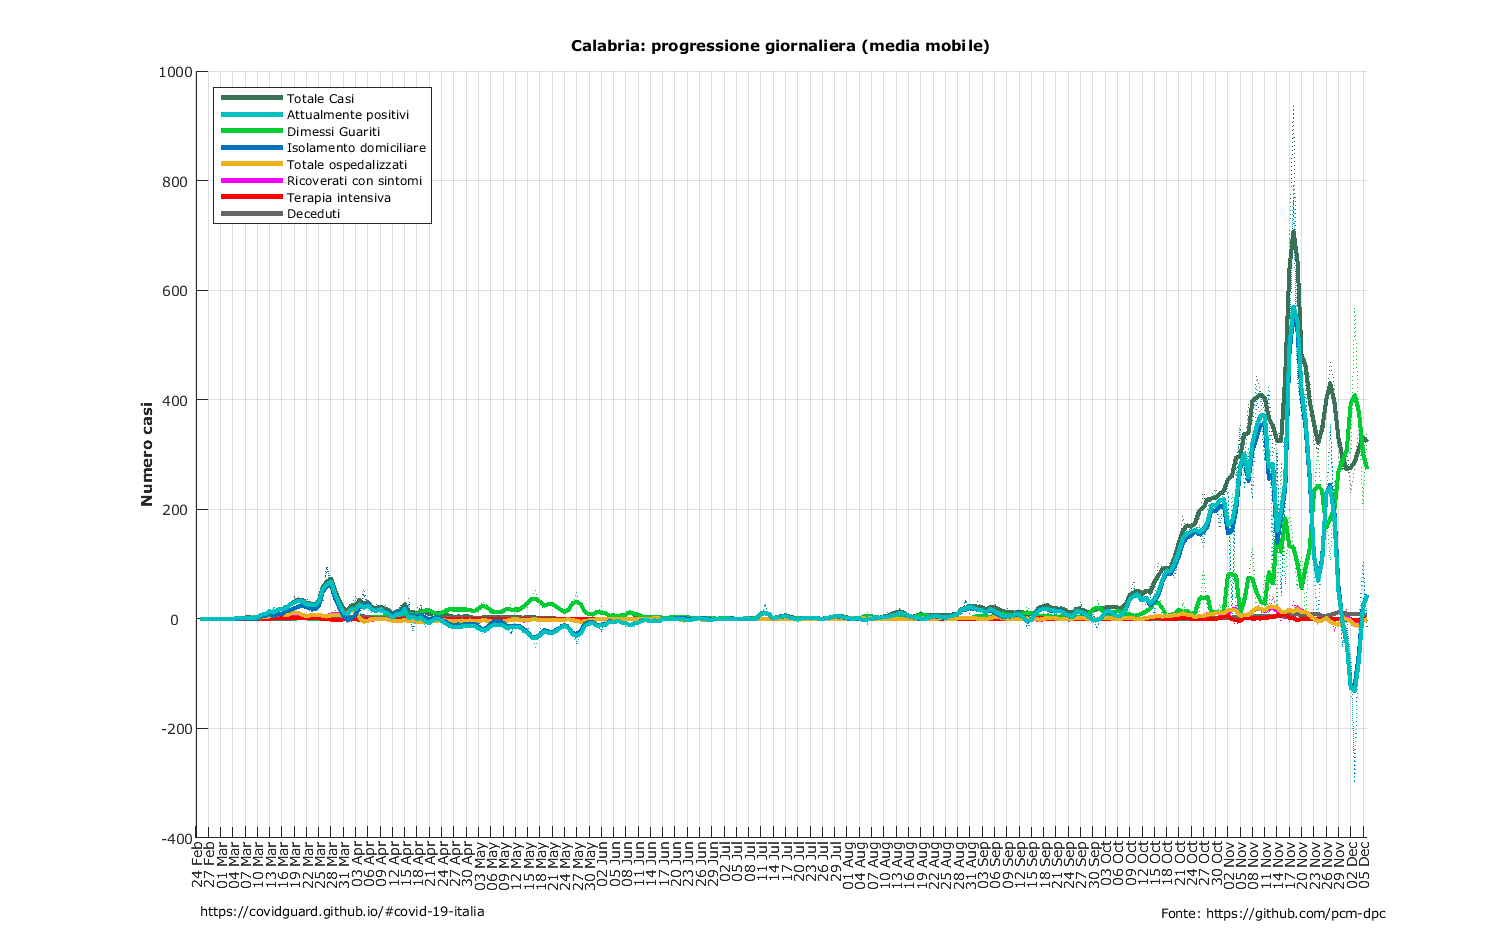 Calabria: progressione giornaliera (media mobile)
1000
800
600
400
200
0
-200
-400
Numero casi
Totale Casi
Attualmente positivi
Dimessi Guariti
Isolamento domiciliare
Totale ospedalizzati
Ricoverati con sintomi
Terapia intensiva
Deceduti
24 Feb
27 Feb
01 Mar
04 Mar
07 Mar
10 Mar
13 Mar
16 Mar
19 Mar
22 Mar
25 Mar
28 Mar
31 Mar
03 Apr
06 Apr
09 Apr
12 Apr
15 Apr
18 Apr
21 Apr
24 Apr
27 Apr
30 Apr
03 May
06 May
09 May
12 May
15 May
18 May
21 May
24 May
27 May
30 May
02 Jun
05 Jun
08 Jun
11 Jun
14 Jun
17 Jun
20 Jun
23 Jun
26 Jun
29 Jun
02 Jul
05 Jul
08 Jul
11 Jul
14 Jul
17 Jul
20 Jul
23 Jul
26 Jul
29 Jul
01 Aug
04 Aug
07 Aug
10 Aug
13 Aug
16 Aug
19 Aug
22 Aug
25 Aug
28 Aug
31 Aug
03 Sep
06 Sep
09 Sep
12 Sep
15 Sep
18 Sep
21 Sep
24 Sep
27 Sep
30 Sep
03 Oct
06 Oct
09 Oct
12 Oct
15 Oct
18 Oct
21 Oct
24 Oct
27 Oct
30 Oct
02 Nov
05 Nov
08 Nov
11 Nov
14 Nov
17 Nov
20 Nov
23 Nov
26 Nov
29 Nov
02 Dec
05 Dec
https://covidguard.github.io/#covid-19-italia
Fonte: https://github.com/pcm-dpc